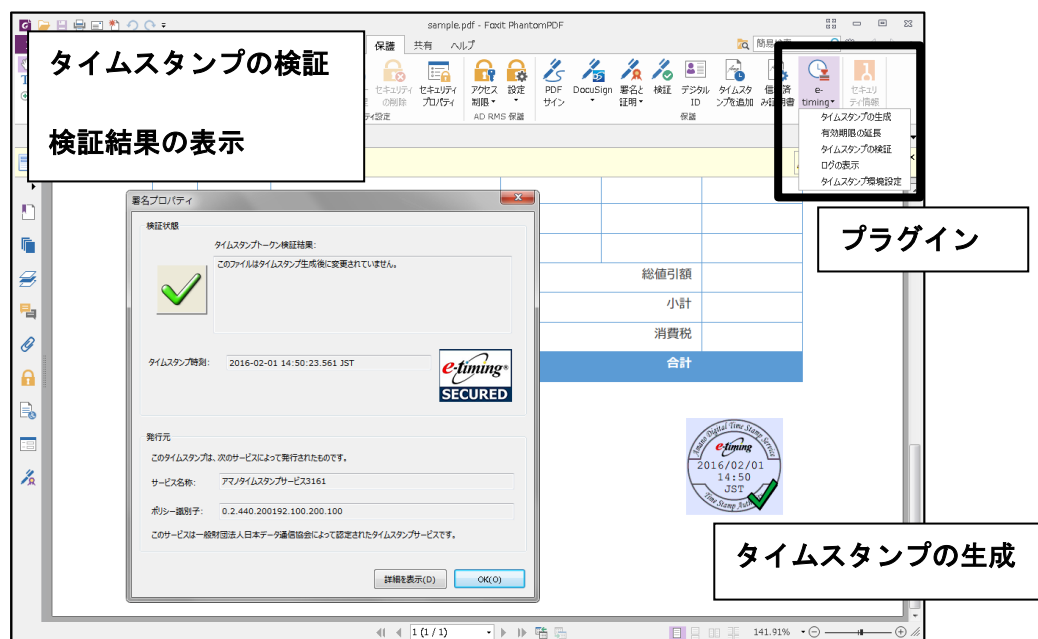 sample.pdf - Foxit PhantomPDF
保護 共有 ヘルプ
タイムスタンプの検証
検証結果の表示
セキュリティ
の削除
セキュリティ
プロパティ
アクセス
制限
設定
AD RMS 保護
PDF
サイン
DocuSign
署名と
証明
検証
デジタル
ID
タイムスタ
ンプを追加
保護
e-
timing
セキュリ
ティ情報
タイムスタンプの生成
有効期限の延長
タイムスタンプの検証
ログの表示
タイムスタンプ環境設定
プラグイン
署名プロパティ
検証状態
タイムスタンプトークン検証結果:
このファイルはタイムスタンプ生成後に変更されていません。
タイムスタンプ時刻: 2016-02-01 14:50:23.561 JST
e-timing®
SECURED
発行元
このタイムスタンプは、次のサービスによって発行されたものです。
サービス名称: アマノタイムスタンプサービス3161
ポリシー識別子: 0.2.440.200192.100.200.100
このサービスは一般財団法人日本データ通信協会によって認定されたタイムスタンプサービスです。
詳細を表示(D) OK(O)
総値引額
小計
消費税
合計
Amano Digital Time Stamp Service
e-timing
2016/02/01
14:50
JST
Time Stamp
タイムスタンプの生成
1 (1 / 1)
141.91%